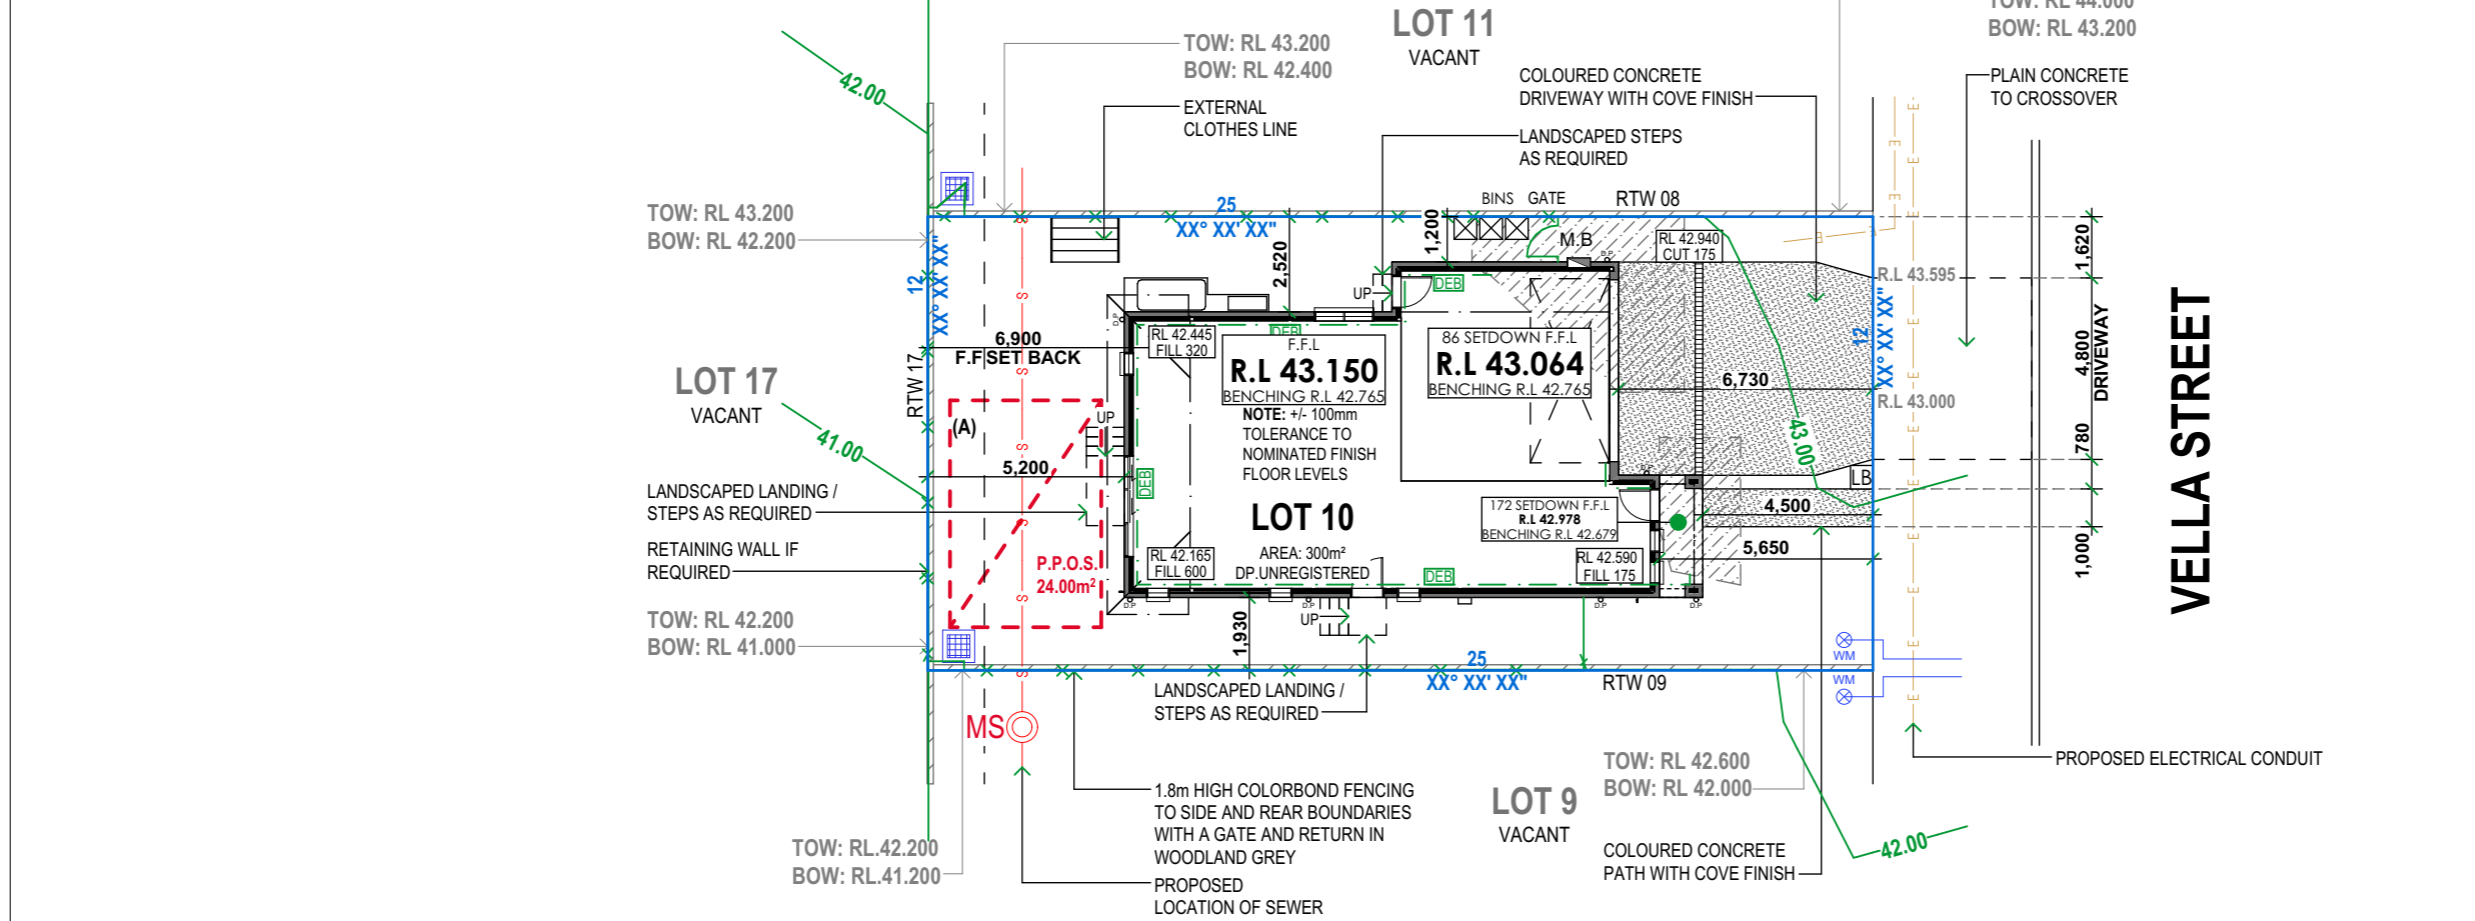 LOT 11
VACANT
TOW: RL 44.000
BOW: RL 43.200
TOW: RL 43.200
BOW: RL 42.400
42.00
EXTERNAL
CLOTHES LINE
COLOURED CONCRETE
DRIVEWAY WITH COVE FINISH
PLAIN CONCRETE
TO CROSSOVER
LANDSCAPED STEPS
AS REQUIRED
TOW: RL 43.200
BOW: RL 42.200
25
XX° XX' XX"
BINS GATE
RTW 08
1,200
2,520
M.B
RL 42.940
CUT 175
1,620
R.L 43.595
12
XX° XX' XX"
UP
DEB
6,900
F.F SET BACK
D.P
RL 42.445
FILL 320
DEB
F.F.L
R.L 43.150
BENCHING R.L 42.765
NOTE: +/- 100mm
TOLERANCE TO
NOMINATED FINISH
FLOOR LEVELS
86 SETDOWN F.F.L
R.L 43.064
BENCHING R.L 42.765
6,730
12
XX° XX' XX"
R.L 43.000
4,800
DRIVEWAY
VELLA STREET
LOT 17
VACANT
RTW 17
41.00
(A)
UP
5,200
DEB
43.00
780
LB
LANDSCAPED LANDING /
STEPS AS REQUIRED
LOT 10
AREA: 300m²
DP.UNREGISTERED
172 SETDOWN F.F.L
R.L 42.978
BENCHING R.L 42.679
4,500
5,650
1,000
RETAINING WALL IF
REQUIRED
P.P.O.S.
24.00m²
RL 42.165
FILL 600
RL 42.590
FILL 175
DEB
D.P
D.P
D.P
D.P
TOW: RL 42.200
BOW: RL 41.000
1,930
UP
25
XX° XX' XX"
RTW 09
WM
WM
S
S
S
S
S
S
E
E
E
E
E
E
MS
LANDSCAPED LANDING /
STEPS AS REQUIRED
PROPOSED ELECTRICAL CONDUIT
TOW: RL 42.600
BOW: RL 42.000
LOT 9
VACANT
1.8m HIGH COLORBOND FENCING
TO SIDE AND REAR BOUNDARIES
WITH A GATE AND RETURN IN
WOODLAND GREY
42.00
COLOURED CONCRETE
PATH WITH COVE FINISH
TOW: RL.42.200
BOW: RL.41.200
PROPOSED
LOCATION OF SEWER